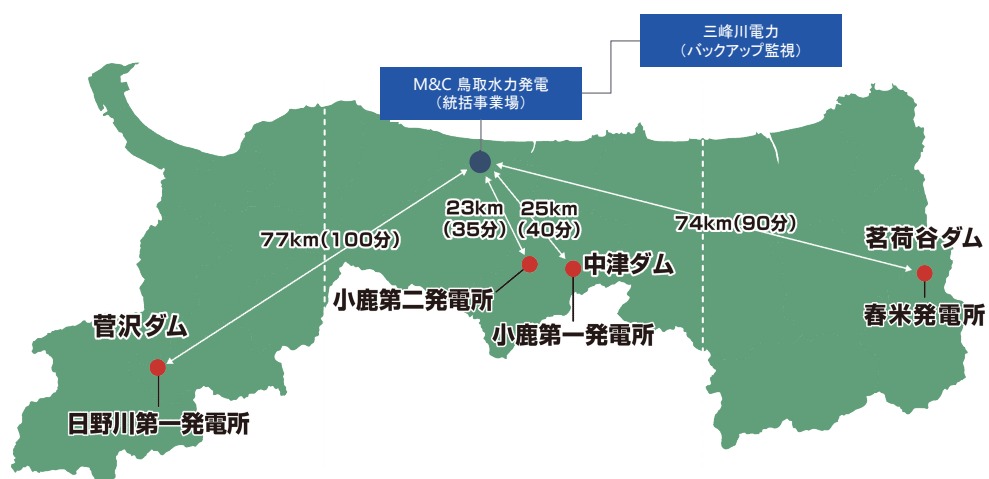 三峰川電力
（バックアップ監視）
M&C 鳥取水力発電
（統括事業場）
23km
（35分）
25km
（40分）
77km（100分）
74km（90分）
茗荷谷ダム
中津ダム
小鹿第二発電所
舂米発電所
菅沢ダム
小鹿第一発電所
日野川第一発電所